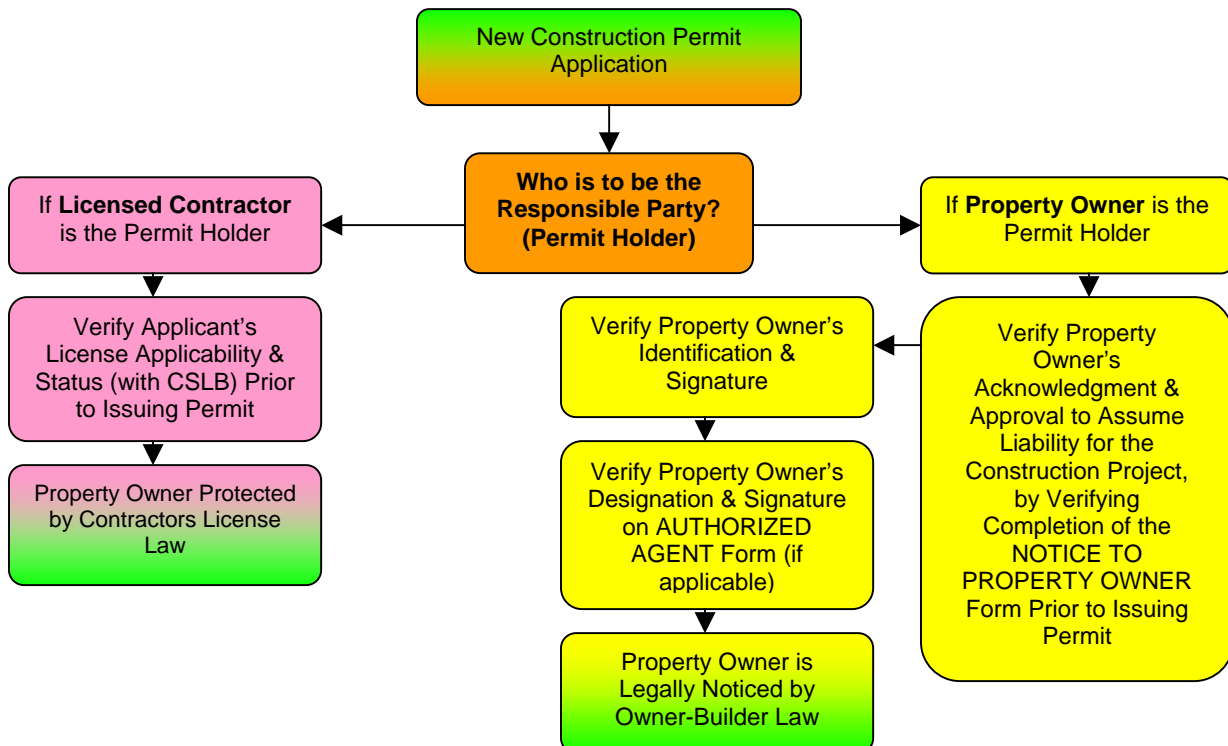 New Construction Permit
Application
Who is to be the
Responsible Party?
(Permit Holder)
If Licensed Contractor
is the Permit Holder
Verify Applicant's
License Applicability &
Status (with CSLB) Prior
to Issuing Permit
Property Owner Protected
by Contractors License
Law
If Property Owner is the
Permit Holder
Verify Property
Owner's
Acknowledgment &
Approval to Assume
Liability for the
Construction Project,
by Verifying
Completion of the
NOTICE TO
PROPERTY OWNER
Form Prior to Issuing
Permit
Verify Property Owner's
Identification &
Signature
Verify Property Owner's
Designation & Signature
on AUTHORIZED
AGENT Form (if
applicable)
Property Owner is
Legally Noticed by
Owner-Builder Law